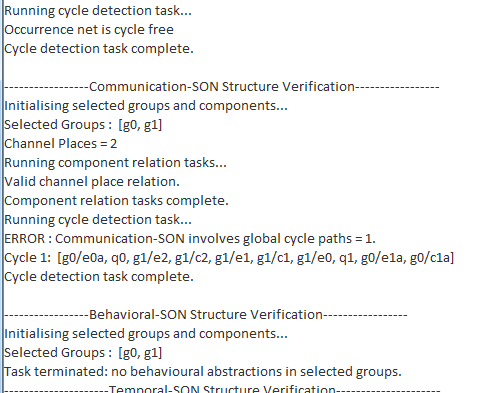 Running cycle detection task...
Occurrence net is cycle free
Cycle detection task complete.
-----------------Communication-SON Structure Verification-----------------
Initialising selected groups and components...
Selected Groups :  [g0, g1]
Channel Places = 2
Running component relation tasks...
Valid channel place relation.
Component relation tasks complete.
Running cycle detection task...
ERROR : Communication-SON involves global cycle paths = 1.
Cycle 1:  [g0/e0a, q0, g1/e2, g1/c2, g1/e1, g1/c1, g1/e0, q1, g0/e1a, g0/c1a]
Cycle detection task complete.
-----------------Behavioral-SON Structure Verification-----------------
Initialising selected groups and components...
Selected Groups :  [g0, g1]
Task terminated: no behavioural abstractions in selected groups.
---------------------Temporal-SON Structure Verification---------------------